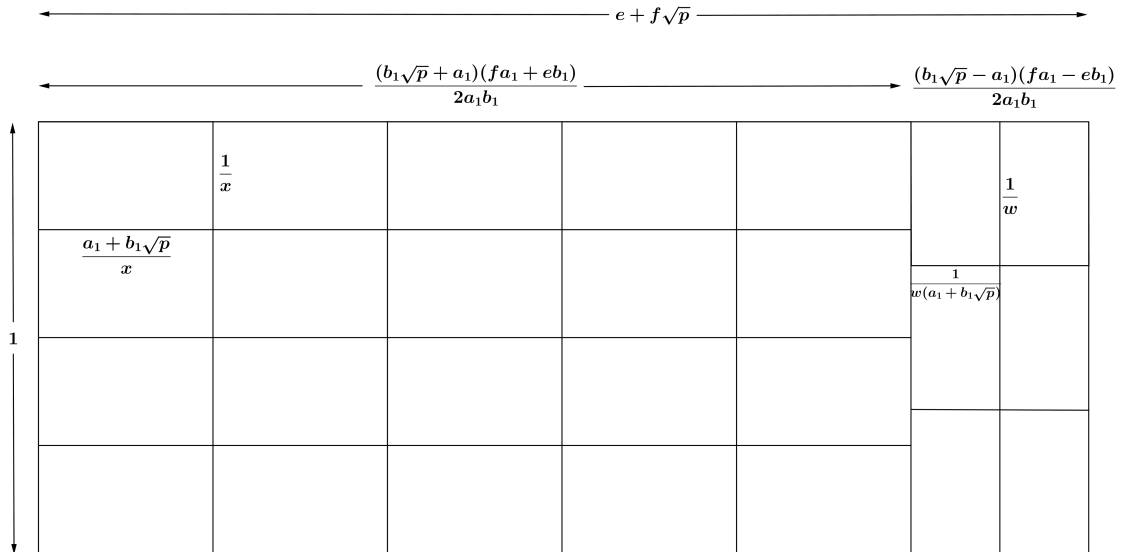 e + f√p
(b₁√p + a₁)(fa₁ + eb₁)
2a₁b₁
(b₁√p − a₁)(fa₁ − eb₁)
2a₁b₁
1
x
1
w
a₁ + b₁√p
x
1
w(a₁ + b₁√p)
1